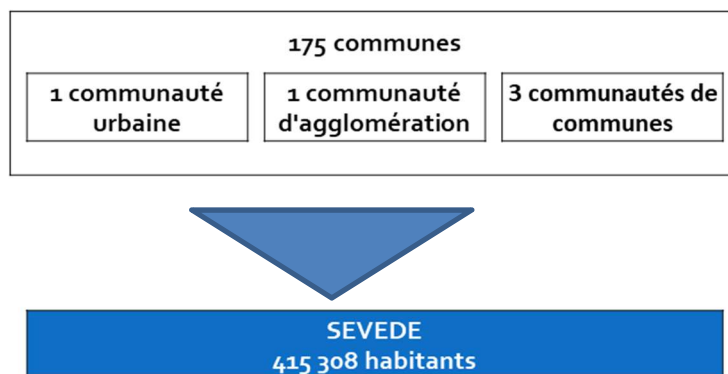 175 communes
1 communauté
urbaine
1 communauté
d'agglomération
3 communautés de
communes
SEVEDE
415 308 habitants